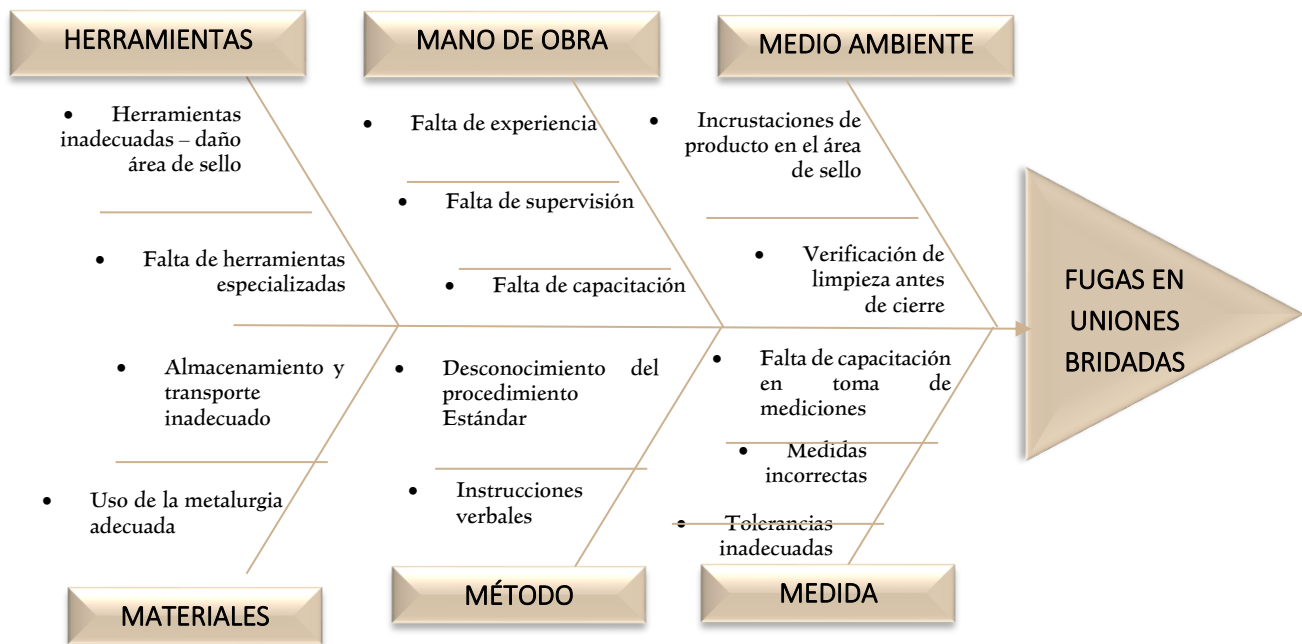 HERRAMIENTAS
MANO DE OBRA
MEDIO AMBIENTE
• Herramientas
inadecuadas – daño
área de sello
• Falta de herramientas
especializadas
• Falta de experiencia
• Falta de supervisión
• Falta de capacitación
• Incrustaciones de
producto en el área
de sello
• Verificación de
limpieza antes
de cierre
FUGAS EN
UNIONES
BRIDADAS
• Almacenamiento y
transporte
inadecuado
• Uso de la metalurgia
adecuada
• Desconocimiento del
procedimiento
Estándar
• Instrucciones
verbales
• Falta de capacitación
en toma de
mediciones
• Medidas
incorrectas
• Tolerancias
inadecuadas
MATERIALES
MÉTODO
MEDIDA